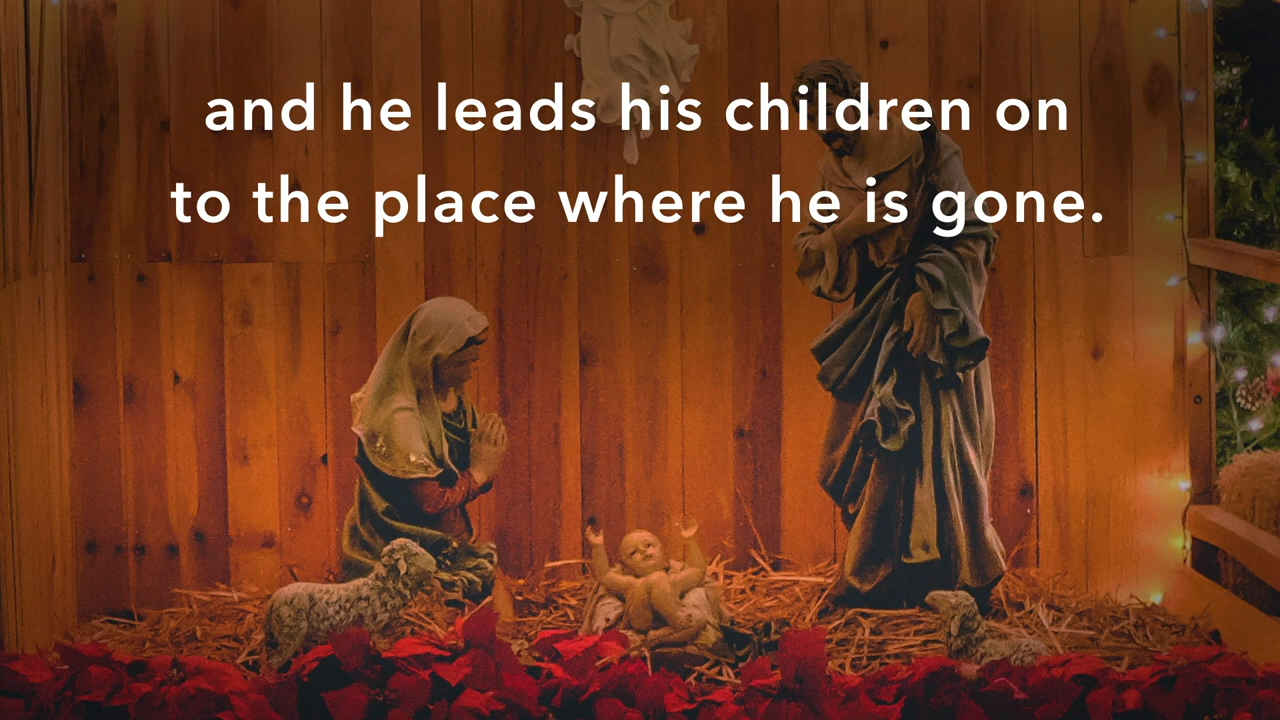 and he leads his children on
to the place where he is gone.